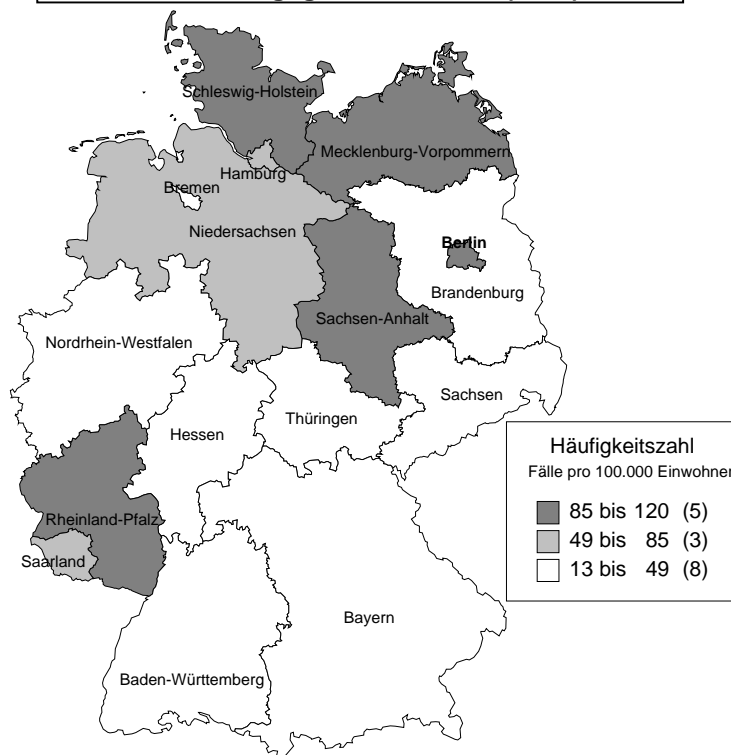 Schleswig-Holstein
Mecklenburg-Vorpommern
Hamburg
Bremen
Niedersachsen
Berlin
Brandenburg
Sachsen-Anhalt
Nordrhein-Westfalen
Sachsen
Thüringen
Hessen
Rheinland-Pfalz
Saarland
Bayern
Baden-Württemberg
Häufigkeitszahl
Fälle pro 100.000 Einwohner
85 bis 120 (5)
49 bis 85 (3)
13 bis 49 (8)